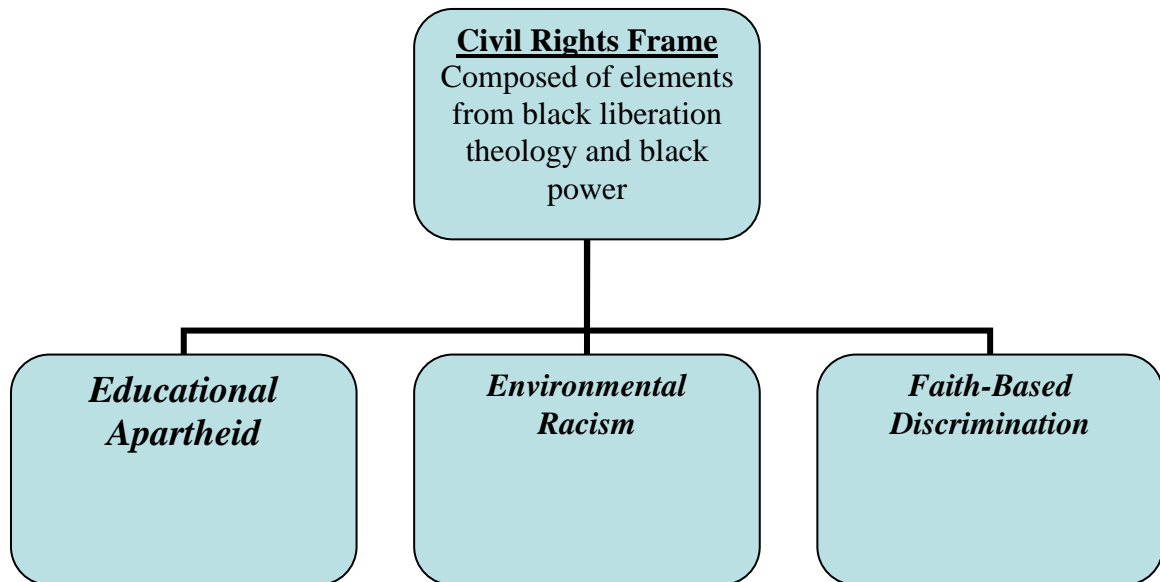 Civil Rights Frame
Composed of elements
from black liberation
theology and black
power
Educational
Apartheid
Environmental
Racism
Faith-Based
Discrimination